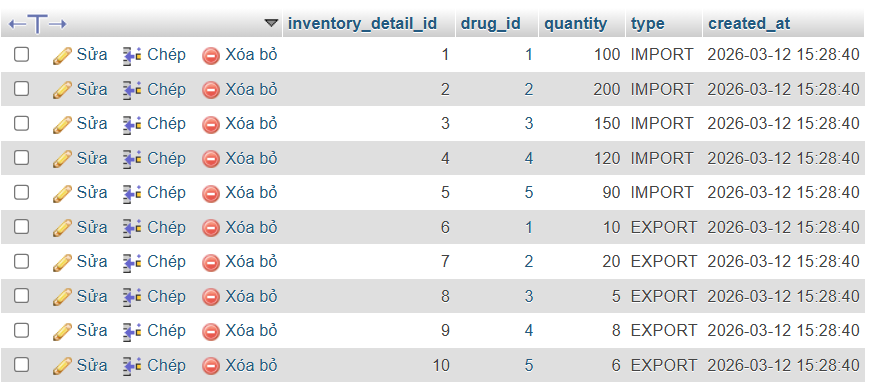 inventory_detail_id drug_id quantity type created_at
Sửa Chép Xóa bỏ 1 1 100 IMPORT 2026-03-12 15:28:40
Sửa Chép Xóa bỏ 2 2 200 IMPORT 2026-03-12 15:28:40
Sửa Chép Xóa bỏ 3 3 150 IMPORT 2026-03-12 15:28:40
Sửa Chép Xóa bỏ 4 4 120 IMPORT 2026-03-12 15:28:40
Sửa Chép Xóa bỏ 5 5 90 IMPORT 2026-03-12 15:28:40
Sửa Chép Xóa bỏ 6 1 10 EXPORT 2026-03-12 15:28:40
Sửa Chép Xóa bỏ 7 2 20 EXPORT 2026-03-12 15:28:40
Sửa Chép Xóa bỏ 8 3 5 EXPORT 2026-03-12 15:28:40
Sửa Chép Xóa bỏ 9 4 8 EXPORT 2026-03-12 15:28:40
Sửa Chép Xóa bỏ 10 5 6 EXPORT 2026-03-12 15:28:40